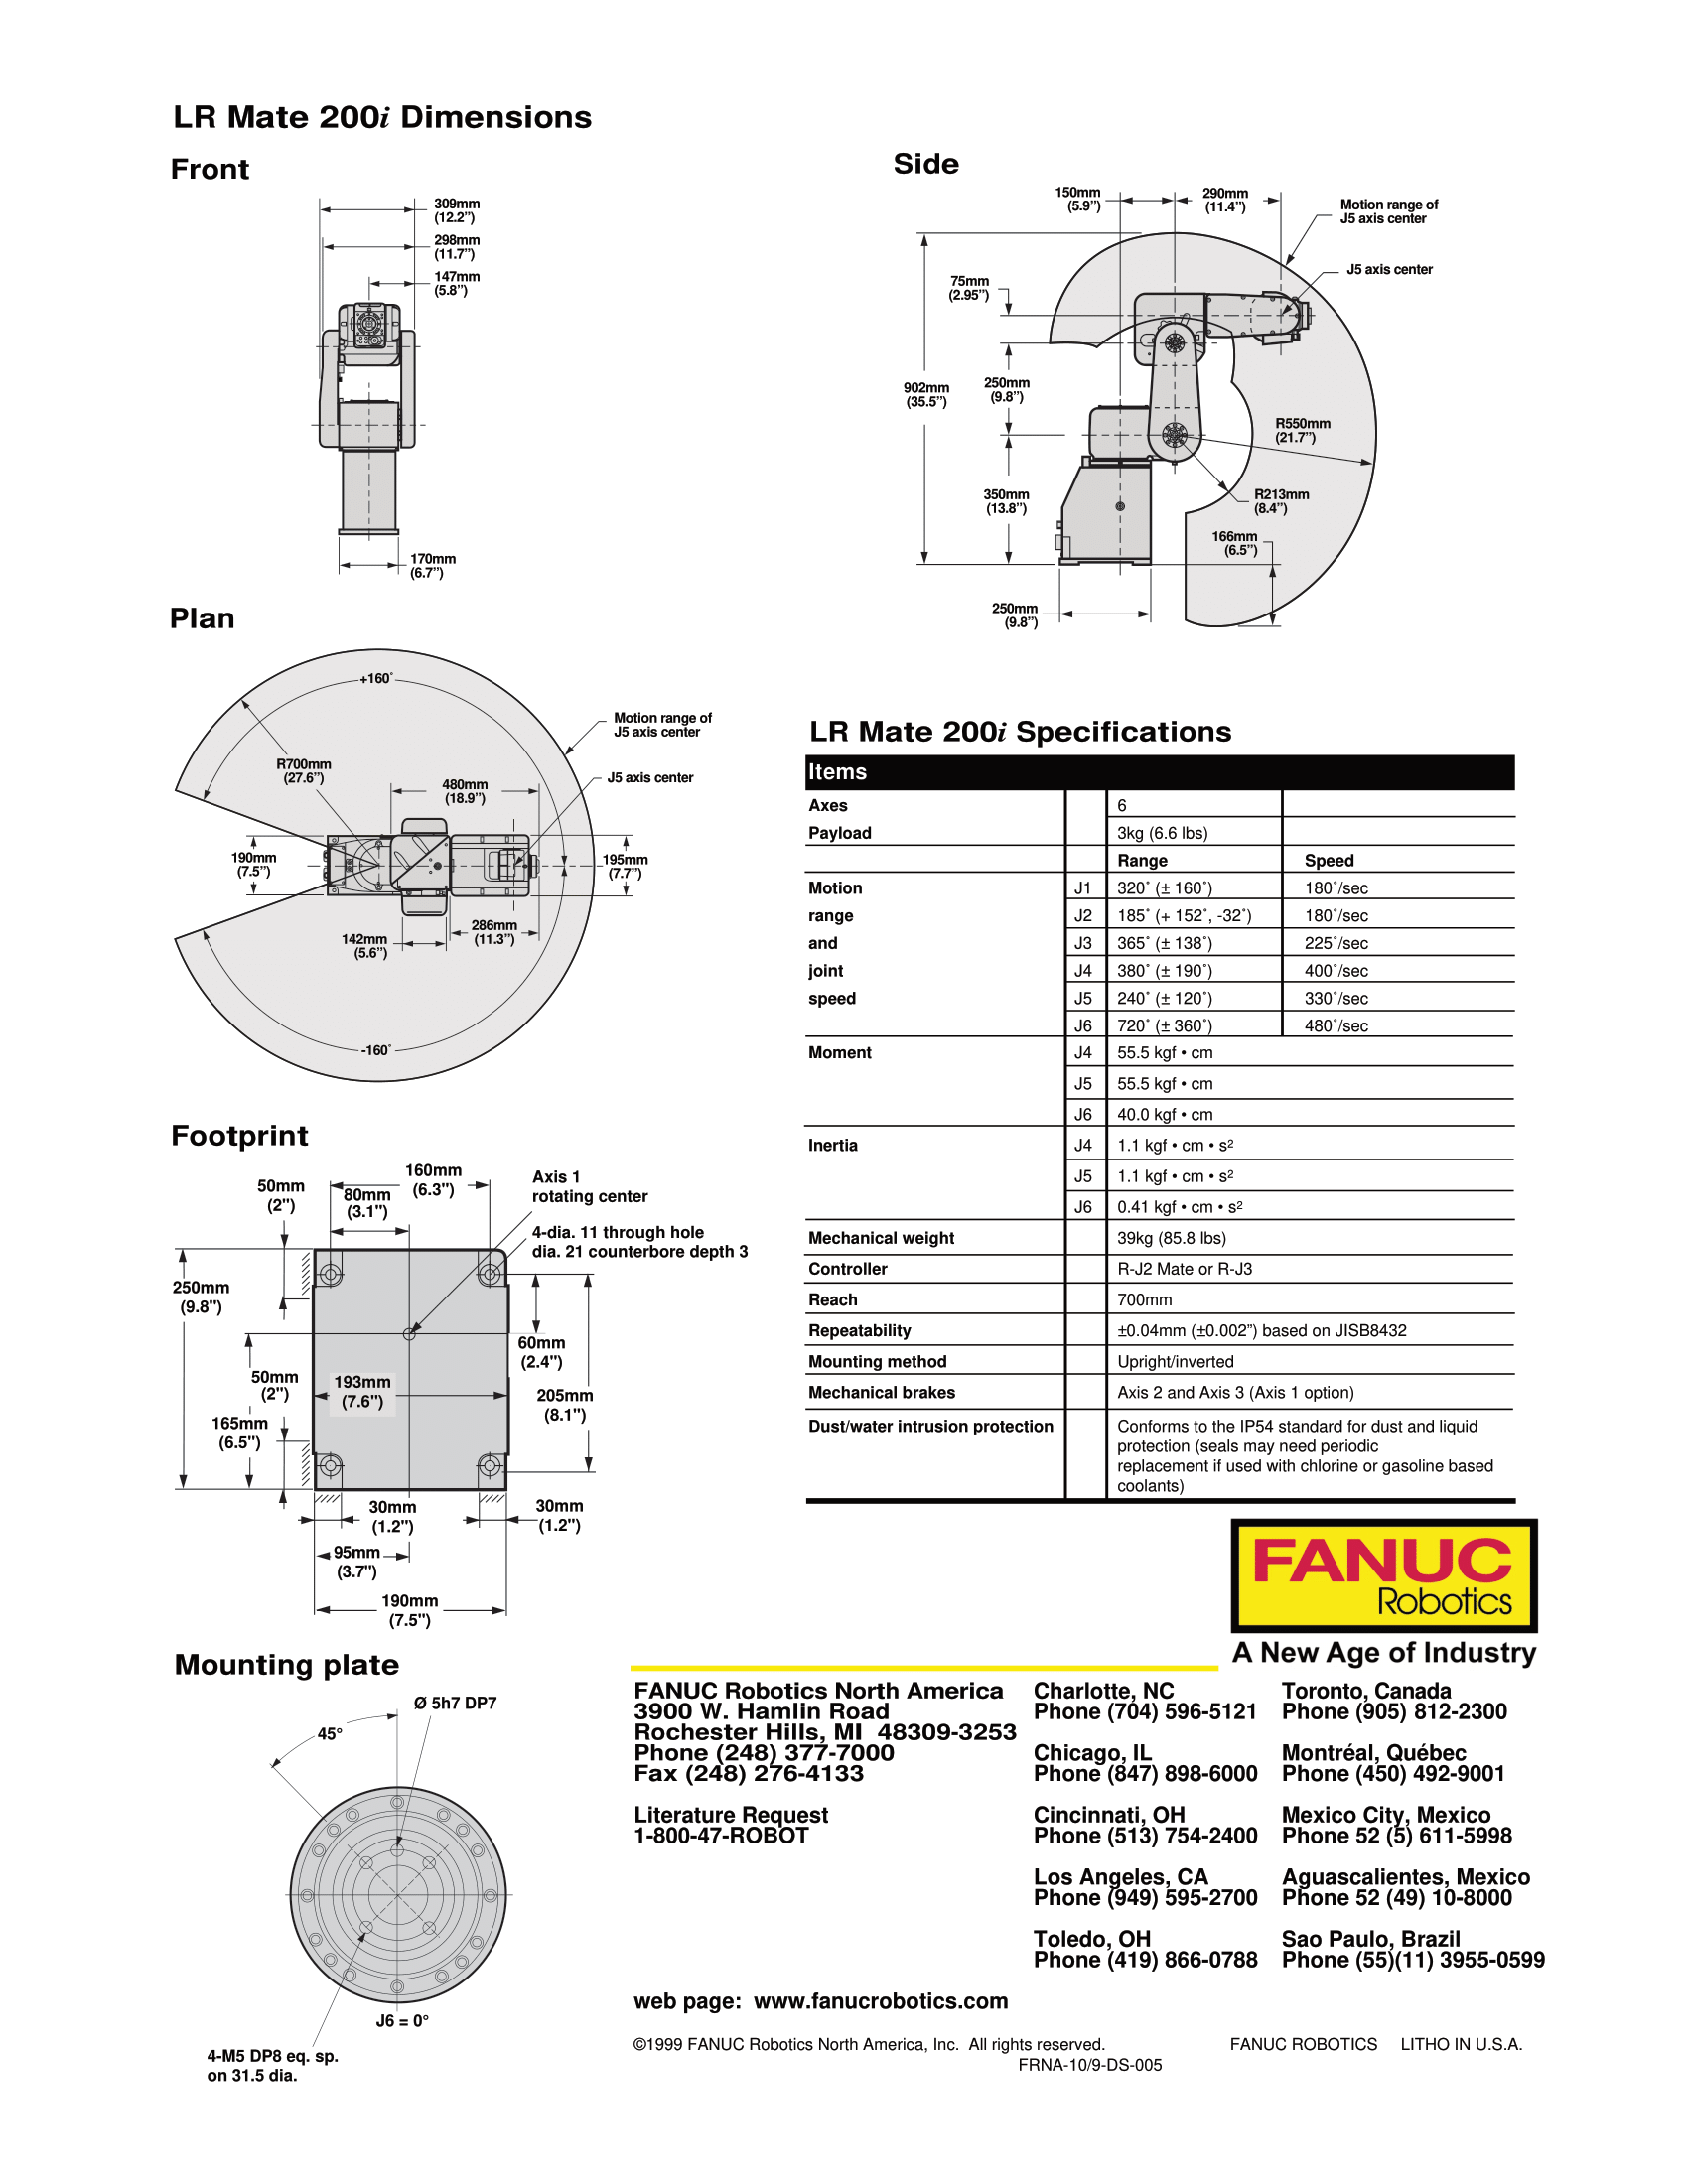 LR Mate 200i Dimensions
Front
309mm
(12.2”)
298mm
(11.7”)
147mm
(5.8”)
170mm
(6.7”)
Side
150mm
(5.9”)
290mm
(11.4”)
Motion range of
J5 axis center
J5 axis center
75mm
(2.95”)
902mm
(35.5”)
250mm
(9.8”)
R550mm
(21.7”)
350mm
(13.8”)
R213mm
(8.4”)
166mm
(6.5”)
250mm
(9.8”)
Plan
+160˚
Motion range of
J5 axis center
R700mm
(27.6”)
480mm
(18.9”)
J5 axis center
190mm
(7.5”)
195mm
(7.7”)
142mm
(5.6”)
286mm
(11.3”)
-160˚
Footprint
160mm
(6.3")
50mm
(2")
80mm
(3.1")
Axis 1
rotating center
4-dia. 11 through hole
dia. 21 counterbore depth 3
250mm
(9.8")
60mm
(2.4")
50mm
(2")
193mm
(7.6")
205mm
(8.1")
165mm
(6.5")
30mm
(1.2")
30mm
(1.2")
95mm
(3.7")
190mm
(7.5")
Mounting plate
Ø 5h7 DP7
45°
J6 = 0°
4-M5 DP8 eq. sp.
on 31.5 dia.
LR Mate 200i Specifications
Items
Axes 6
Payload 3kg (6.6 lbs)
Range Speed
Motion J1 320˚ (± 160˚) 180˚/sec
range J2 185˚ (+ 152˚, -32˚) 180˚/sec
and J3 365˚ (± 138˚) 225˚/sec
joint J4 380˚ (± 190˚) 400˚/sec
speed J5 240˚ (± 120˚) 330˚/sec
J6 720˚ (± 360˚) 480˚/sec
Moment J4 55.5 kgf • cm
J5 55.5 kgf • cm
J6 40.0 kgf • cm
Inertia J4 1.1 kgf • cm • s²
J5 1.1 kgf • cm • s²
J6 0.41 kgf • cm • s²
Mechanical weight 39kg (85.8 lbs)
Controller R-J2 Mate or R-J3
Reach 700mm
Repeatability ±0.04mm (±0.002”) based on JISB8432
Mounting method Upright/inverted
Mechanical brakes Axis 2 and Axis 3 (Axis 1 option)
Dust/water intrusion protection Conforms to the IP54 standard for dust and liquid
protection (seals may need periodic
replacement if used with chlorine or gasoline based
coolants)
FANUC
Robotics
A New Age of Industry
FANUC Robotics North America
3900 W. Hamlin Road
Rochester Hills, MI 48309-3253
Phone (248) 377-7000
Fax (248) 276-4133
Literature Request
1-800-47-ROBOT
Charlotte, NC
Phone (704) 596-5121
Chicago, IL
Phone (847) 898-6000
Cincinnati, OH
Phone (513) 754-2400
Los Angeles, CA
Phone (949) 595-2700
Toledo, OH
Phone (419) 866-0788
Toronto, Canada
Phone (905) 812-2300
Montréal, Québec
Phone (450) 492-9001
Mexico City, Mexico
Phone 52 (5) 611-5998
Aguascalientes, Mexico
Phone 52 (49) 10-8000
Sao Paulo, Brazil
Phone (55)(11) 3955-0599
web page: www.fanucrobotics.com
©1999 FANUC Robotics North America, Inc. All rights reserved. FANUC ROBOTICS LITHO IN U.S.A.
FRNA-10/9-DS-005